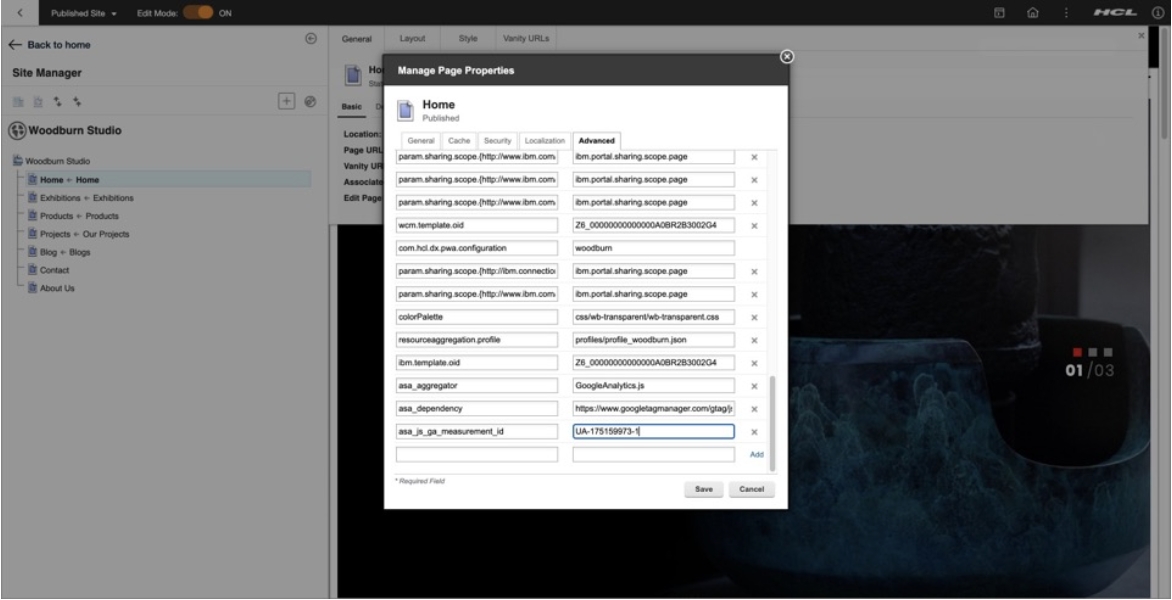 Published Site
Edit Mode:
ON
HCL
Back to home
Site Manager
Woodburn Studio
Woodburn Studio
Home ← Home
Exhibitions ← Exhibitions
Products ← Products
Projects ← Our Projects
Blog ← Blogs
Contact
About Us
General Layout Style Vanity URLs
Ho
Basic
Location:
Page URL
Vanity UR
Associate
Edit Page
Manage Page Properties
Home
Published
General Cache Security Localization Advanced
param.sharing.scope.{http://www.ibm.com ibm.portal.sharing.scope.page
param.sharing.scope.{http://www.ibm.com ibm.portal.sharing.scope.page
param.sharing.scope.{http://www.ibm.com ibm.portal.sharing.scope.page
wcm.template.oid Z6_00000000000000A0BR2B3002G4
com.hcl.dx.pwa.configuration woodburn
param.sharing.scope.{http://ibm.connectio ibm.portal.sharing.scope.page
param.sharing.scope.{http://www.ibm.com ibm.portal.sharing.scope.page
colorPalette css/wb-transparent/wb-transparent.css
resourceaggregation.profile profiles/profile_woodburn.json
ibm.template.oid Z6_00000000000000A0BR2B3002G4
asa_aggregator GoogleAnalytics.js
asa_dependency https://www.googletagmanager.com/gtag/j
asa_js_ga_measurement_id UA-175159973-1
Add
* Required Field
Save Cancel
01/03